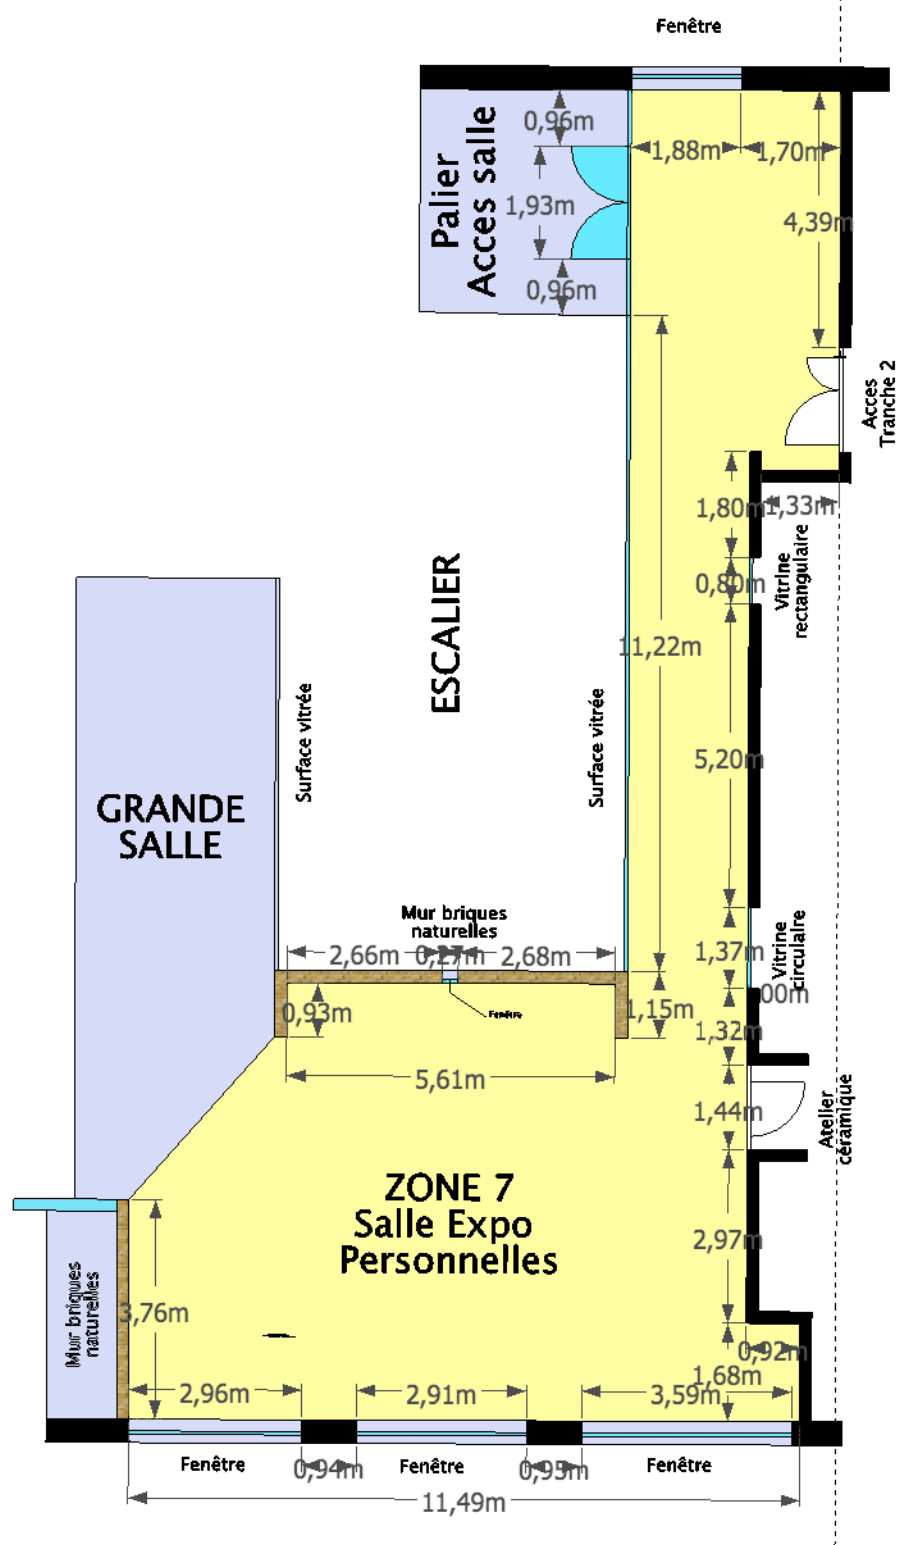 Fenêtre
0,96m
1,88m
1,70m
Palier
Acces salle
1,93m
4,39m
0,96m
Acces
Tranche 2
1,80m
1,33m
Vitrine
rectangulaire
0,80m
ESCALIER
11,22m
Surface vitrée
Surface vitrée
5,20m
GRANDE
SALLE
Mur briques
naturelles
2,66m
0,27m
2,68m
1,37m
Vitrine
circulaire
00m
0,93m
Fenêtre
1,15m
1,32m
5,61m
1,44m
Atelier
céramique
ZONE 7
Salle Expo
Personnelles
2,97m
Mur briques
naturelles
3,76m
0,92m
1,68m
2,96m
2,91m
3,59m
Fenêtre
0,94m
Fenêtre
0,95m
Fenêtre
11,49m